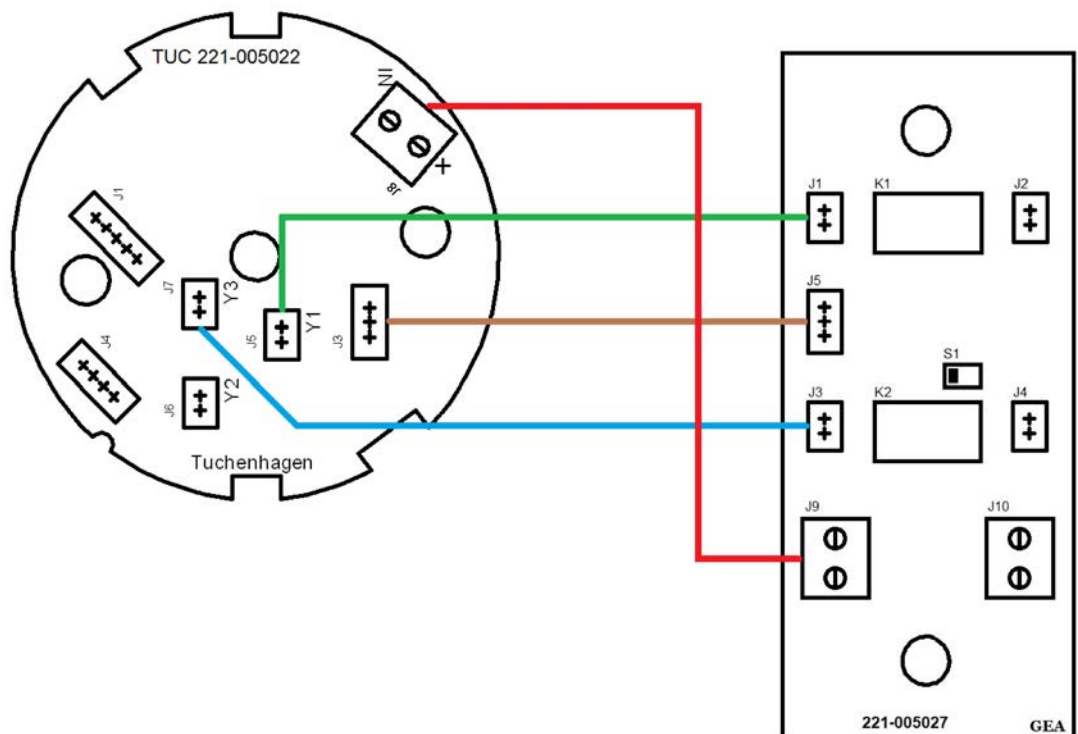 TUC 221-005022
IN
+
J8
J1
J7
Y3
J5
Y1
J3
J4
J6
Y2
Tuchenhagen
J1
K1
J2
J5
S1
J3
K2
J4
J9
J10
221-005027
GEA